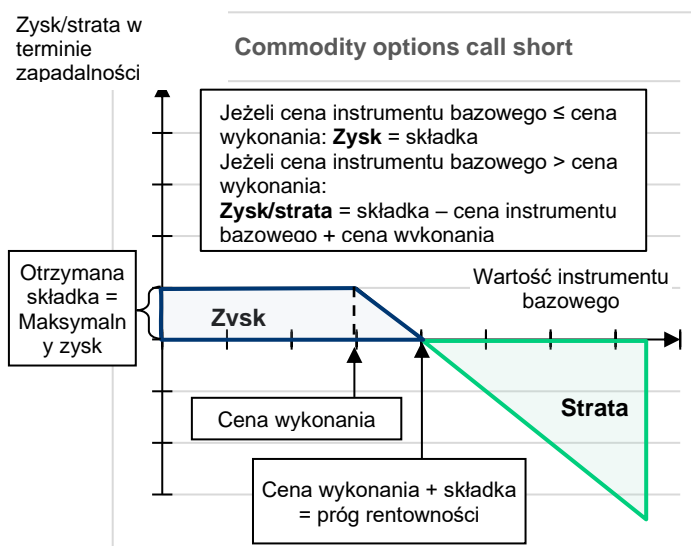 Zysk/strata w
terminie
zapadalności
Commodity options call short
Jeżeli cena instrumentu bazowego ≤ cena
wykonania: Zysk = składka
Jeżeli cena instrumentu bazowego > cena
wykonania:
Zysk/strata = składka – cena instrumentu
bazowego + cena wykonania
Otrzymana
składka =
Maksymaln
y zysk
Wartość instrumentu
bazowego
Zysk
Cena wykonania
Strata
Cena wykonania + składka
= próg rentowności